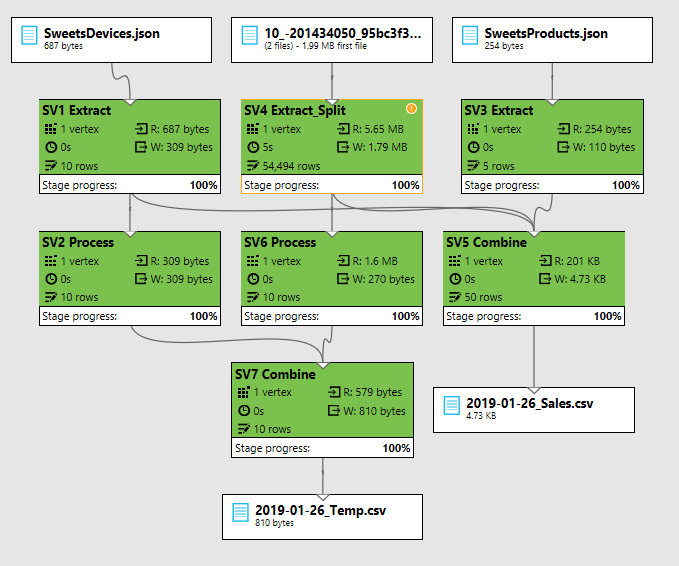 SweetsDevices.json
687 bytes
10_-201434050_95bc3f3...
(2 files) - 1.99 MB first file
SweetsProducts.json
254 bytes
SV1 Extract
1 vertex R: 687 bytes
0s W: 309 bytes
10 rows
Stage progress: 100%
SV4 Extract_Split
1 vertex R: 5.65 MB
5s W: 1.79 MB
54,494 rows
Stage progress: 100%
SV3 Extract
1 vertex R: 254 bytes
0s W: 110 bytes
5 rows
Stage progress: 100%
SV2 Process
1 vertex R: 309 bytes
0s W: 309 bytes
10 rows
Stage progress: 100%
SV6 Process
1 vertex R: 1.6 MB
0s W: 270 bytes
10 rows
Stage progress: 100%
SV5 Combine
1 vertex R: 201 KB
0s W: 4.73 KB
50 rows
Stage progress: 100%
SV7 Combine
1 vertex R: 579 bytes
0s W: 810 bytes
10 rows
Stage progress: 100%
2019-01-26_Sales.csv
4.73 KB
2019-01-26_Temp.csv
810 bytes